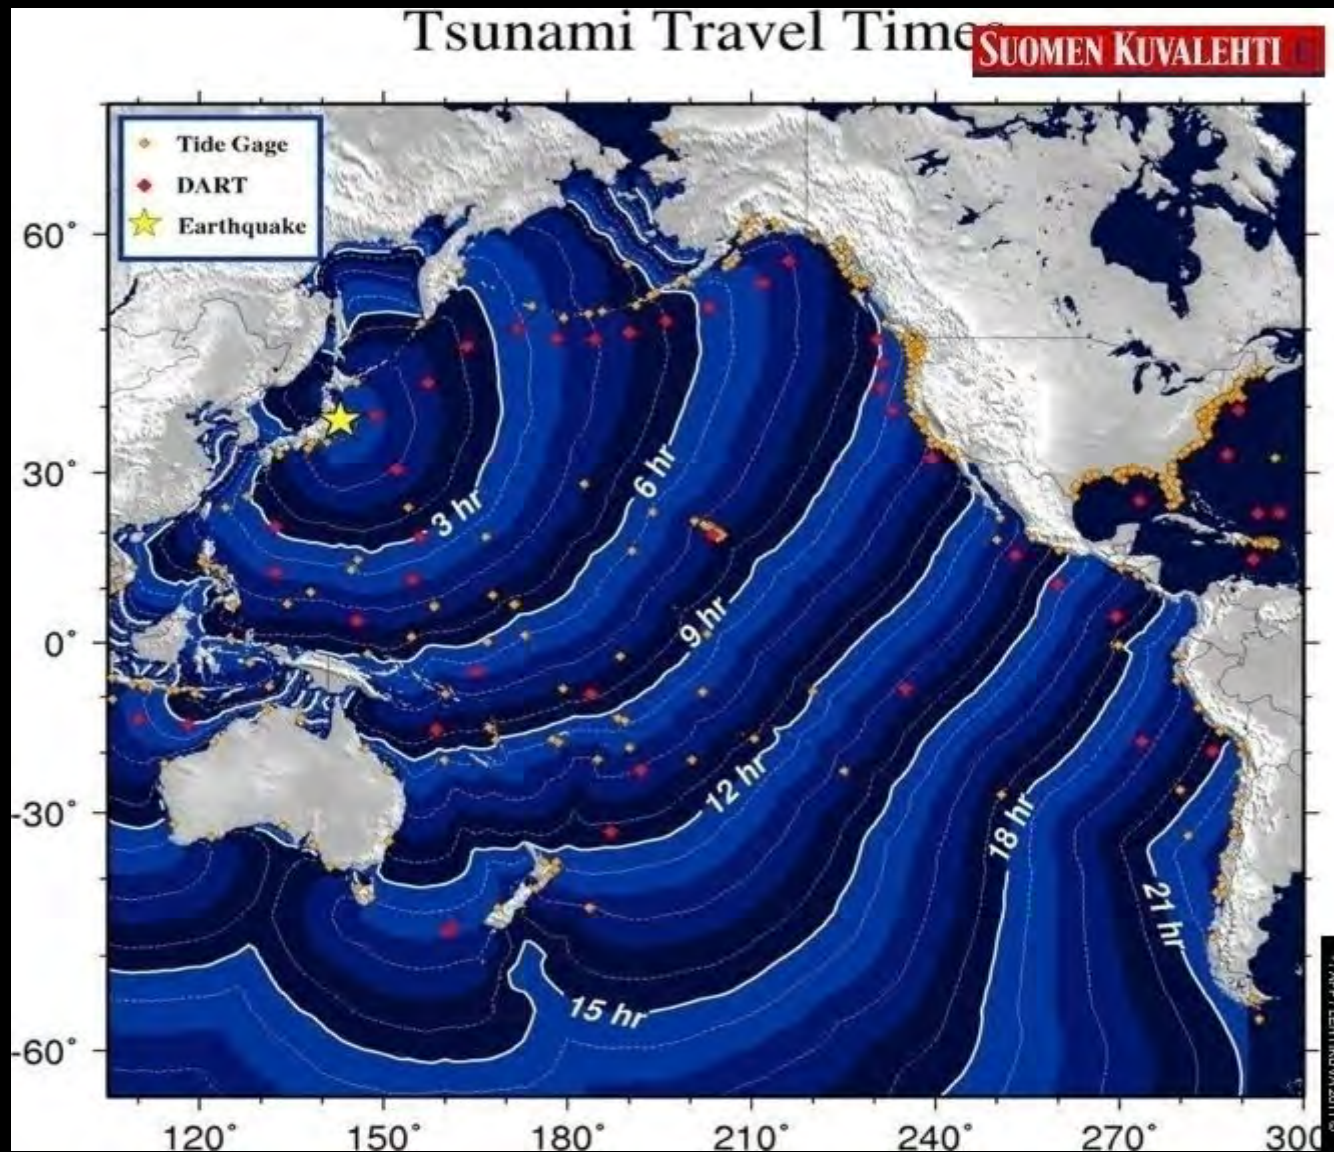 Tsunami Travel Times
SUOMEN KUVALEHTI
Tide Gage
DART
Earthquake
60°
30°
0°
-30°
-60°
3 hr
6 hr
9 hr
12 hr
15 hr
18 hr
21 hr
120° 150° 180° 210° 240° 270° 300